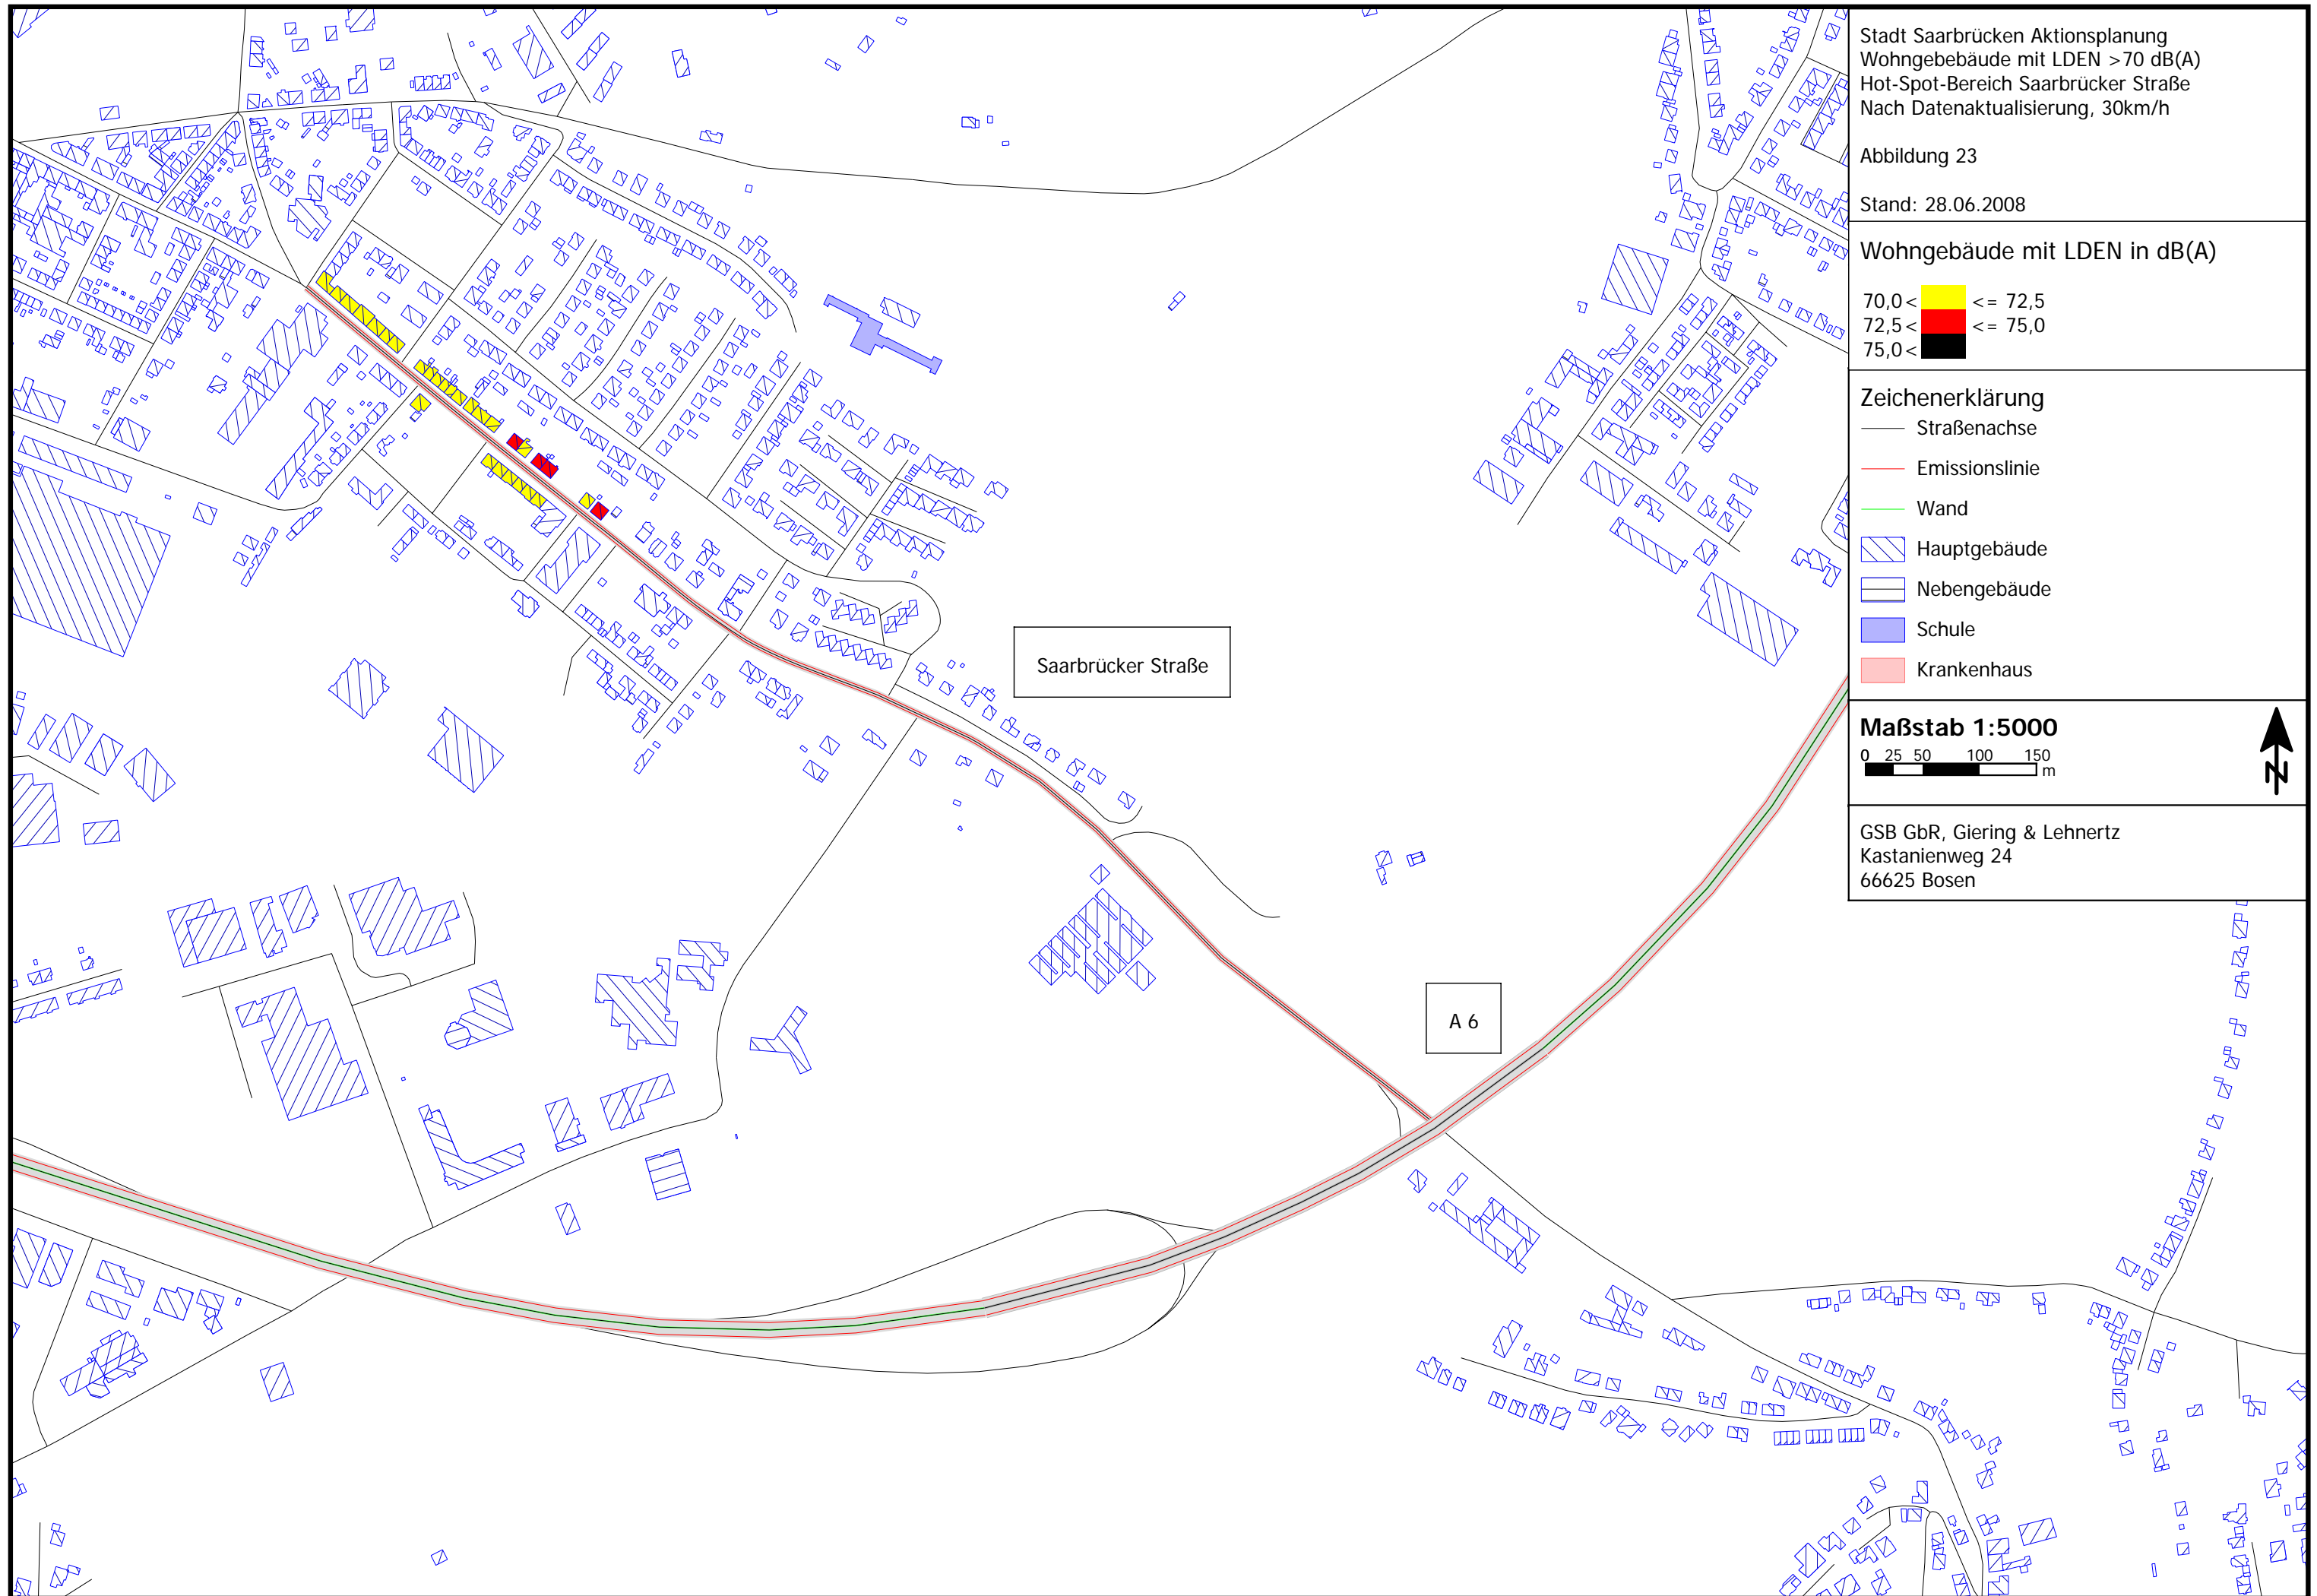 Stadt Saarbrücken Aktionsplanung
Wohngebebäude mit LDEN >70 dB(A)
Hot-Spot-Bereich Saarbrücker Straße
Nach Datenaktualisierung, 30km/h
Abbildung 23
Stand: 28.06.2008
Wohngebäude mit LDEN in dB(A)
70,0< <= 72,5
72,5< <= 75,0
75,0<
Zeichenerklärung
Straßenachse
Emissionslinie
Wand
Hauptgebäude
Nebengebäude
Schule
Krankenhaus
Maßstab 1:5000
0 25 50 100 150
m
N
GSB GbR, Giering & Lehnertz
Kastanienweg 24
66625 Bosen
Saarbrücker Straße
A 6